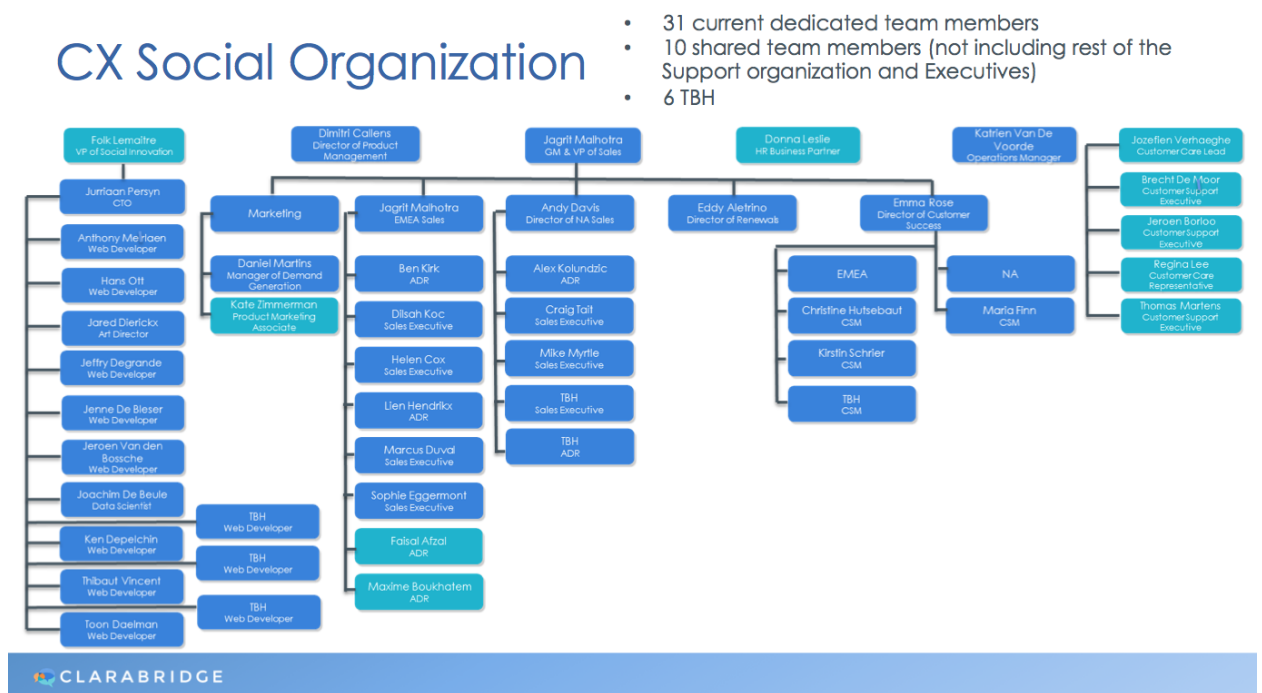 CX Social Organization
• 31 current dedicated team members
• 10 shared team members (not including rest of the
Support organization and Executives)
• 6 TBH
Folk Lemaitre
VP of Social Innovation
Dimitri Callens
Director of Product
Management
Jagrit Malhotra
GM & VP of Sales
Donna Leslie
HR Business Partner
Katrien Van De
Voorde
Operations Manager
Jozefien Verhaeghe
Customer Care Lead
Brecht De Moor
Customer Support
Executive
Jeroen Borloo
Customer Support
Executive
Regina Lee
Customer Care
Representative
Thomas Martens
Customer Support
Executive
Jurriaan Persyn
CTO
Anthony Meirlaen
Web Developer
Hans Ott
Web Developer
Jared Dierickx
Art Director
Jeffry Degrande
Web Developer
Jenne De Bleser
Web Developer
Jeroen Van den
Bossche
Web Developer
Joachim De Beule
Data Scientist
TBH
Web Developer
Ken Depelchin
Web Developer
TBH
Web Developer
Thibaut Vincent
Web Developer
TBH
Web Developer
Toon Daelman
Web Developer
Marketing
Daniel Martins
Manager of Demand
Generation
Kate Zimmerman
Product Marketing
Associate
Jagrit Malhotra
EMEA Sales
Ben Kirk
ADR
Dilsah Koc
Sales Executive
Helen Cox
Sales Executive
Lien Hendrikx
ADR
Marcus Duval
Sales Executive
Sophie Eggermont
Sales Executive
Faisal Afzal
ADR
Maxime Boukhatem
ADR
Andy Davis
Director of NA Sales
Alex Kolundzic
ADR
Craig Tait
Sales Executive
Mike Myrtle
Sales Executive
TBH
Sales Executive
TBH
ADR
Eddy Aletrino
Director of Renewals
Emma Rose
Director of Customer
Success
EMEA
Christine Hutsebaut
CSM
Kirstin Schrier
CSM
TBH
CSM
NA
Maria Finn
CSM
CLARABRIDGE